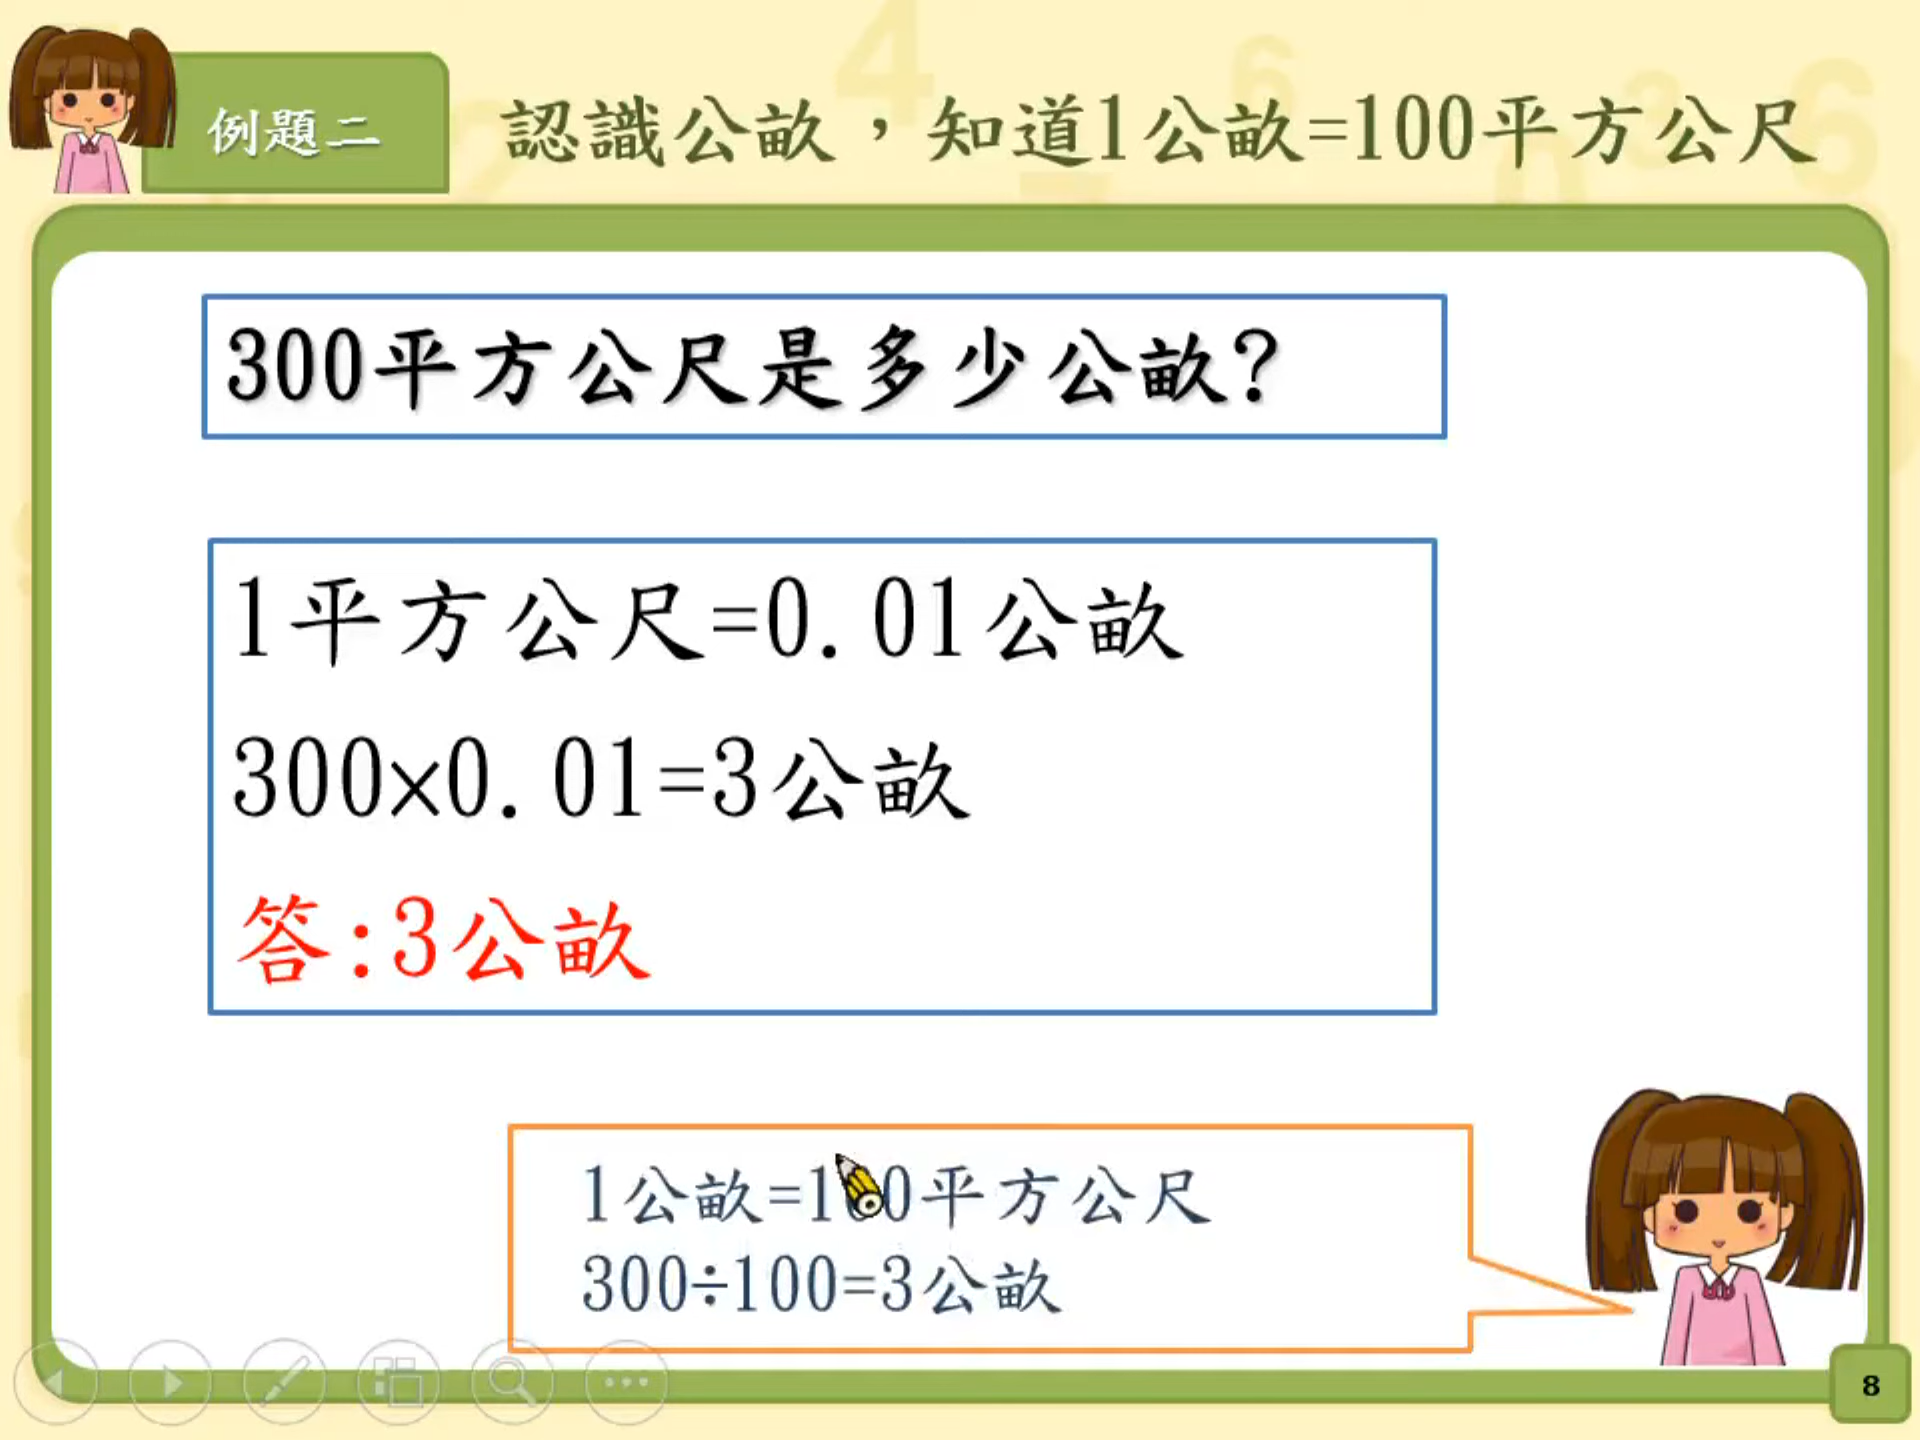 例題二
認識公畝，知道1公畝=100平方公尺
300平方公尺是多少公畝?
1平方公尺=0.01公畝
300×0.01=3公畝
答:3公畝
1公畝=100平方公尺
300÷100=3公畝
8